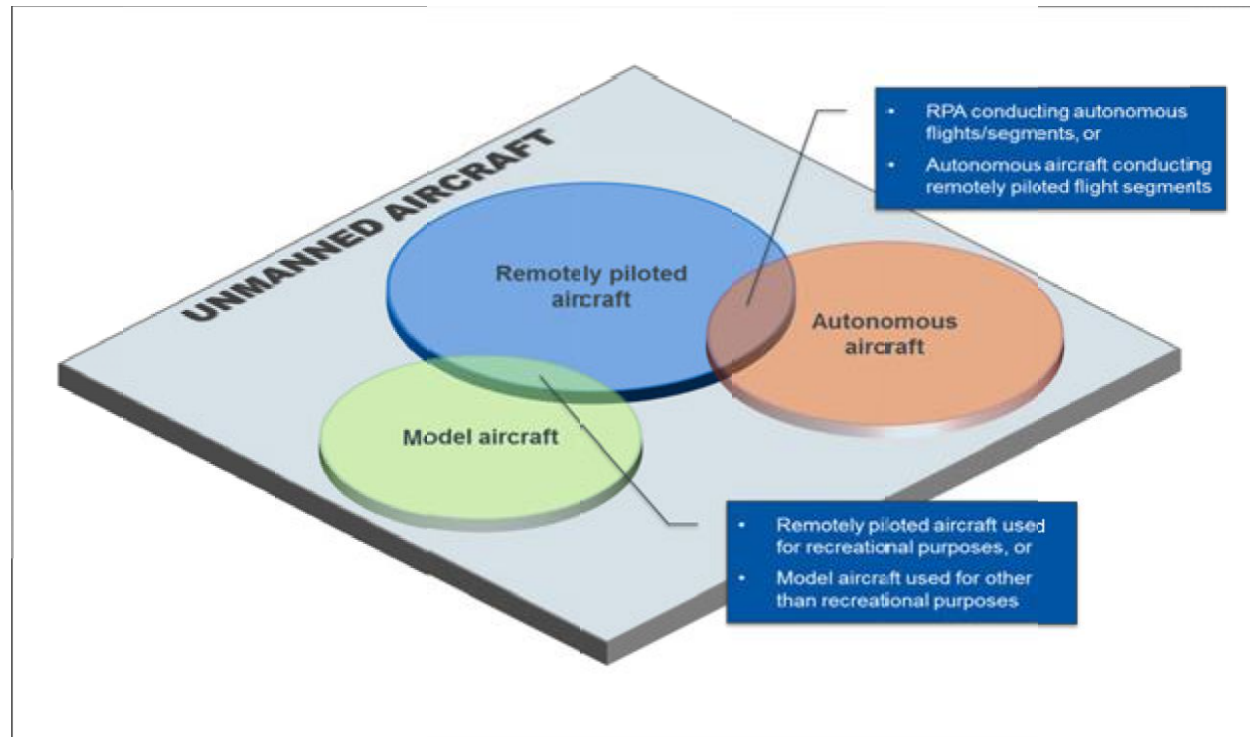 UNMANNED AIRCRAFT
• RPA conducting autonomous
flights/segments, or
• Autonomous aircraft conducting
remotely piloted flight segments
Remotely piloted
aircraft
Autonomous
aircraft
Model aircraft
• Remotely piloted aircraft used
for recreational purposes, or
• Model aircraft used for other
than recreational purposes